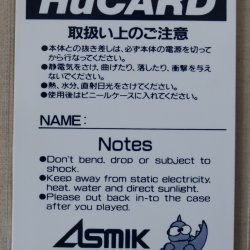 HuCARD
取扱い上のご注意
●本体との抜き差しは、必ず本体の電源を切って
から行なってください。
●静電気をさけ、曲げたり、落したり、衝撃を与え
ないでください。
●熱、水分、直射日光をさけてください。
●使用後はビニールケースに入れてください。
NAME:
Notes
●Don't bend, drop or subject to
shock.
●Keep away from static electricity,
heat, water and direct sunlight.
●Please put back in-to the case
after you played.
ASMIK